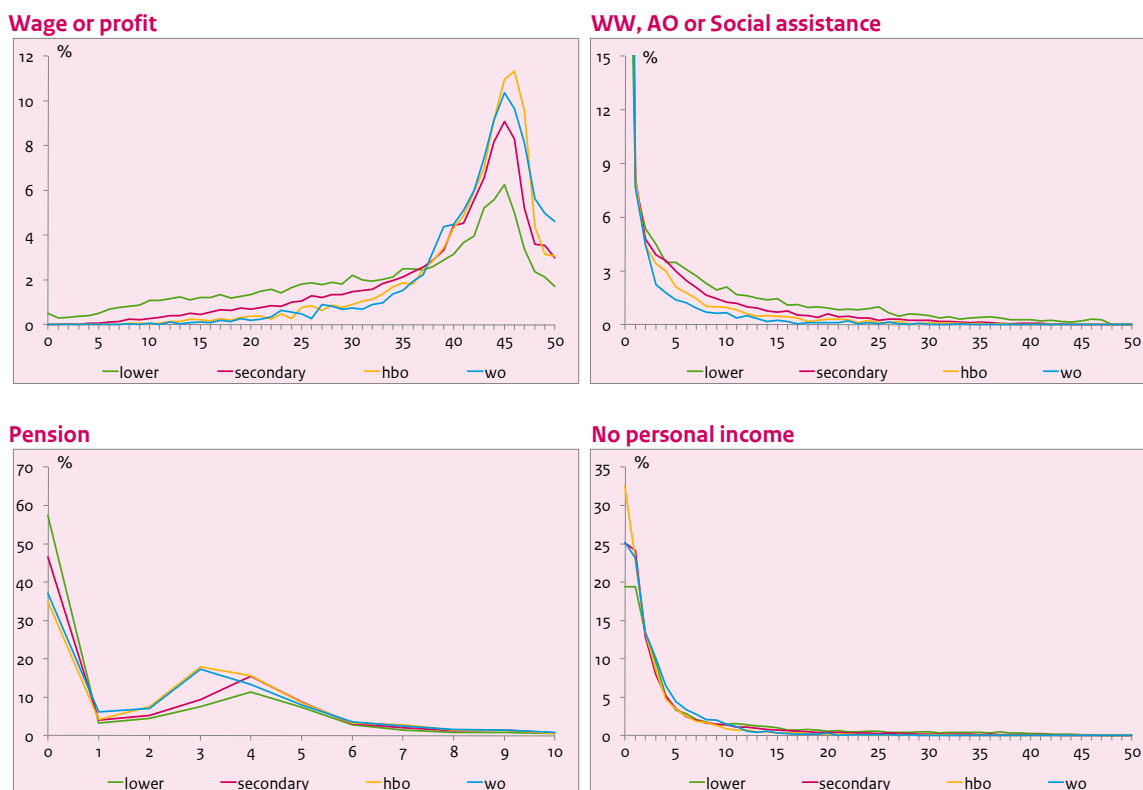 Wage or profit
%
12
10
8
6
4
2
0
0 5 10 15 20 25 30 35 40 45 50
lower secondary hbo wo
WW, AO or Social assistance
%
15
12
9
6
3
0
0 5 10 15 20 25 30 35 40 45 50
lower secondary hbo wo
Pension
%
70
60
50
40
30
20
10
0
0 1 2 3 4 5 6 7 8 9 10
lower secondary hbo wo
No personal income
%
35
30
25
20
15
10
5
0
0 5 10 15 20 25 30 35 40 45 50
lower secondary hbo wo